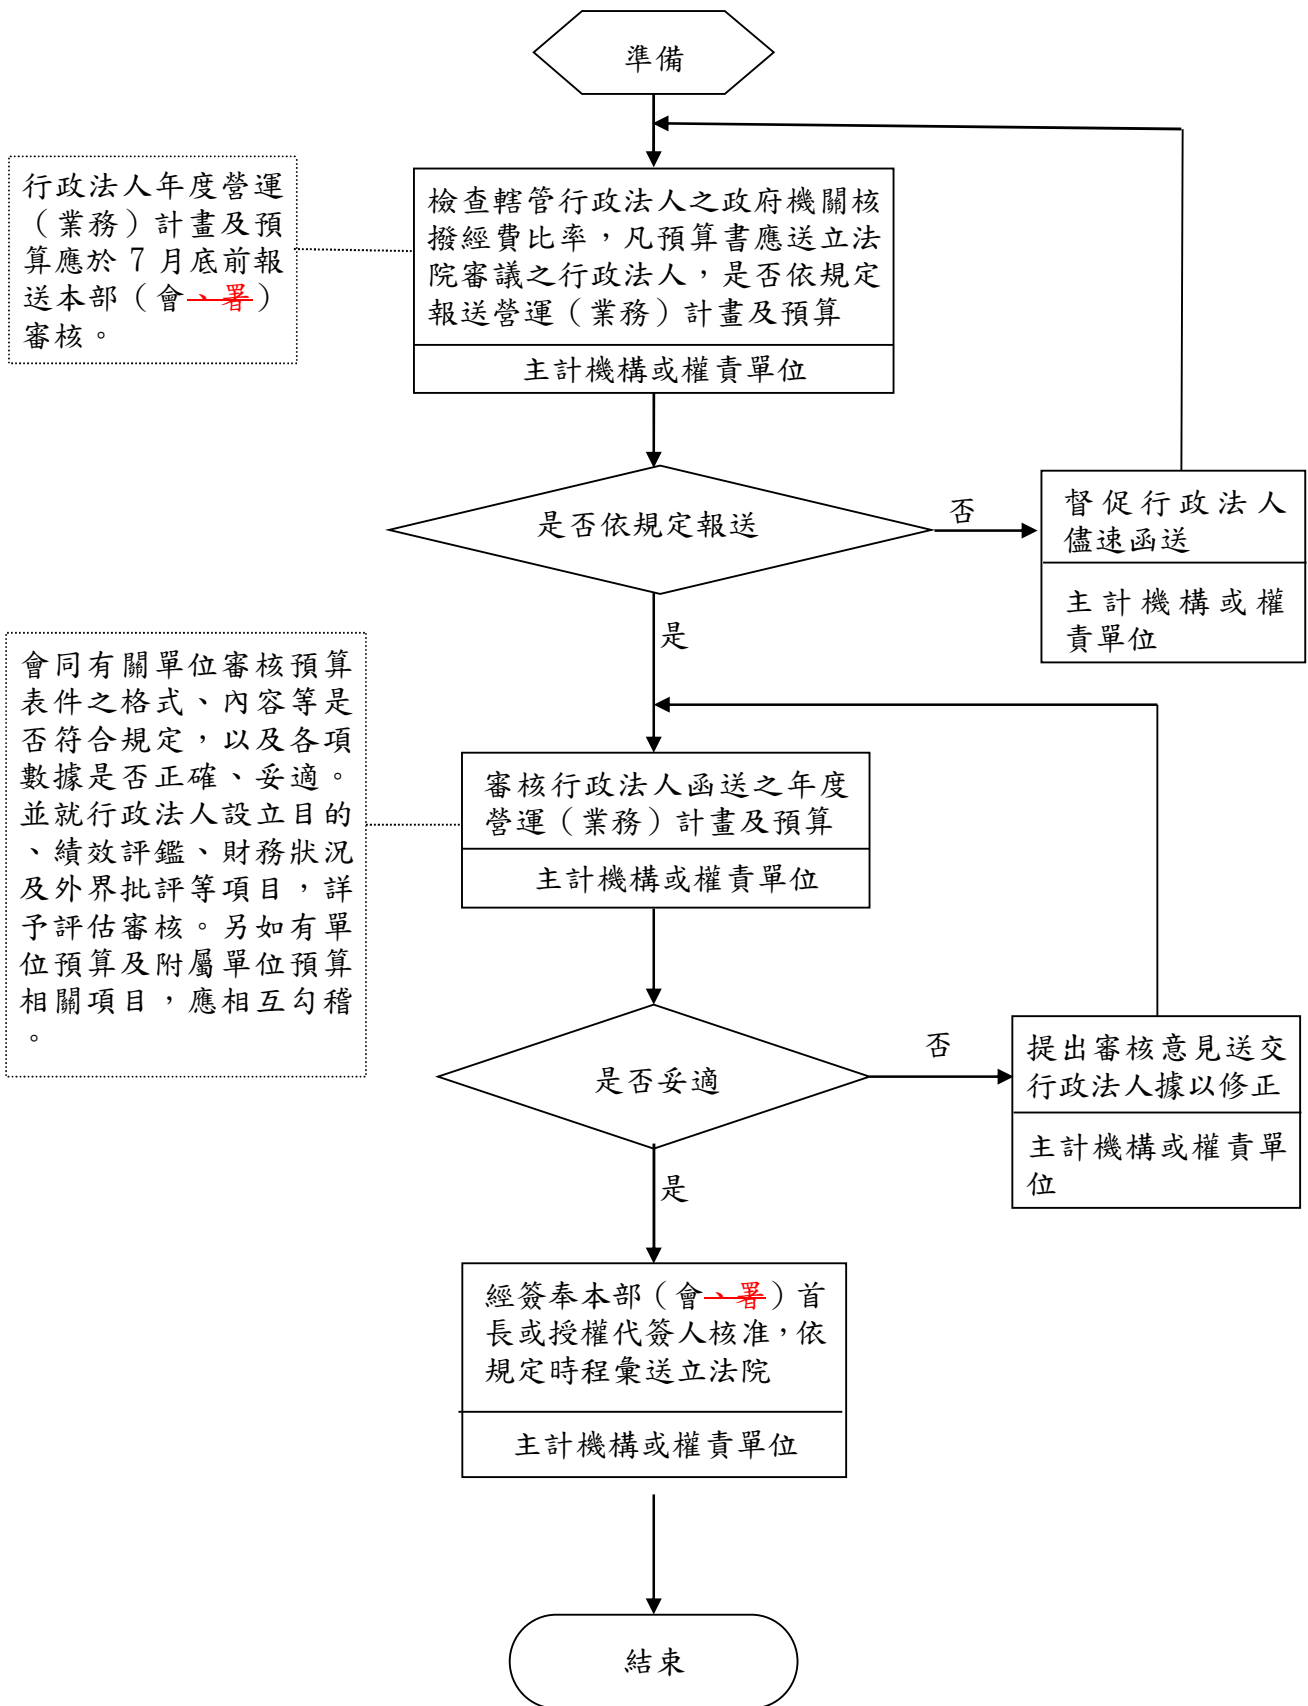 準備
行政法人年度營運
（業務）計畫及預
算應於 7 月底前報
送本部（會、署）
審核。
檢查轄管行政法人之政府機關核
撥經費比率，凡預算書應送立法
院審議之行政法人，是否依規定
報送營運（業務）計畫及預算
主計機構或權責單位
是否依規定報送
否
督促行政法人
儘速函送
主計機構或權
責單位
是
會同有關單位審核預算
表件之格式、內容等是
否符合規定，以及各項
數據是否正確、妥適。
並就行政法人設立目的
、績效評鑑、財務狀況
及外界批評等項目，詳
予評估審核。另如有單
位預算及附屬單位預算
相關項目，應相互勾稽
。
審核行政法人函送之年度
營運（業務）計畫及預算
主計機構或權責單位
是否妥適
否
提出審核意見送交
行政法人據以修正
主計機構或權責單
位
是
經簽奉本部（會、署）首
長或授權代簽人核准，依
規定時程彙送立法院
主計機構或權責單位
結束